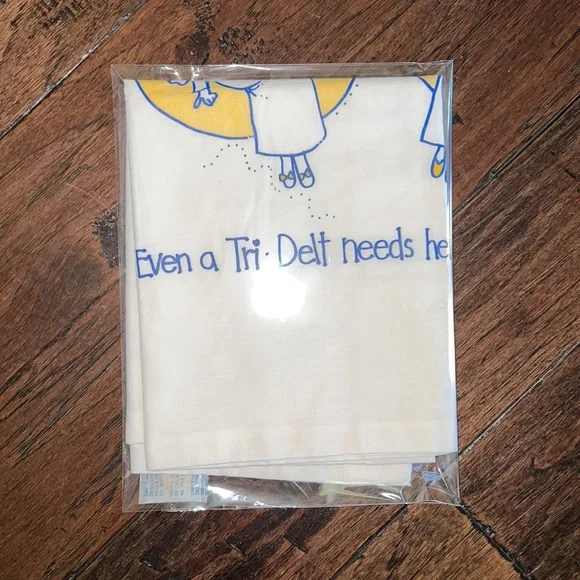 Even a Tri·Delt needs he